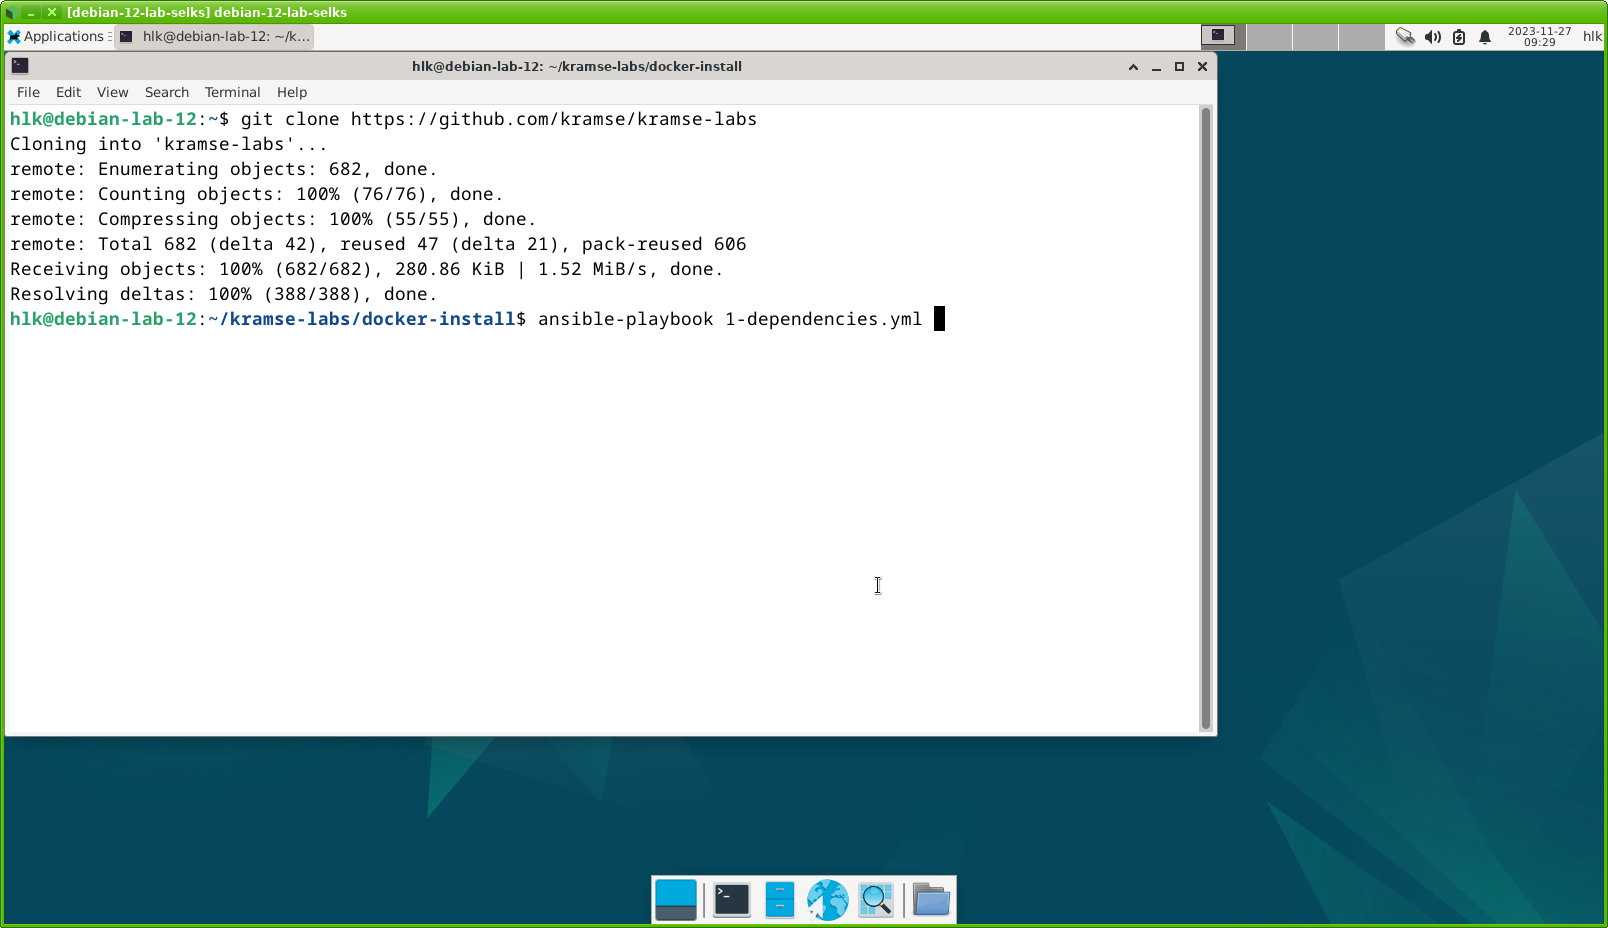 [debian-12-lab-selks] debian-12-lab-selks
Applications
hlk@debian-lab-12: ~/k...
2023-11-27
09:29
hlk
hlk@debian-lab-12: ~/kramse-labs/docker-install
File Edit View Search Terminal Help
hlk@debian-lab-12:~$ git clone https://github.com/kramse/kramse-labs
Cloning into 'kramse-labs'...
remote: Enumerating objects: 682, done.
remote: Counting objects: 100% (76/76), done.
remote: Compressing objects: 100% (55/55), done.
remote: Total 682 (delta 42), reused 47 (delta 21), pack-reused 606
Receiving objects: 100% (682/682), 280.86 KiB | 1.52 MiB/s, done.
Resolving deltas: 100% (388/388), done.
hlk@debian-lab-12:~/kramse-labs/docker-install$ ansible-playbook 1-dependencies.yml